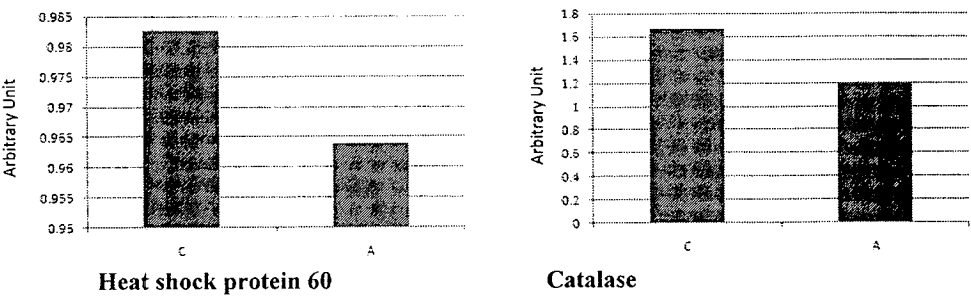 Arbitrary Unit
0.985
0.98
0.975
0.97
0.965
0.96
0.955
0.95
C
A
Heat shock protein 60
Arbitrary Unit
1.8
1.6
1.4
1.2
1
0.8
0.6
0.4
0.2
0
C
A
Catalase